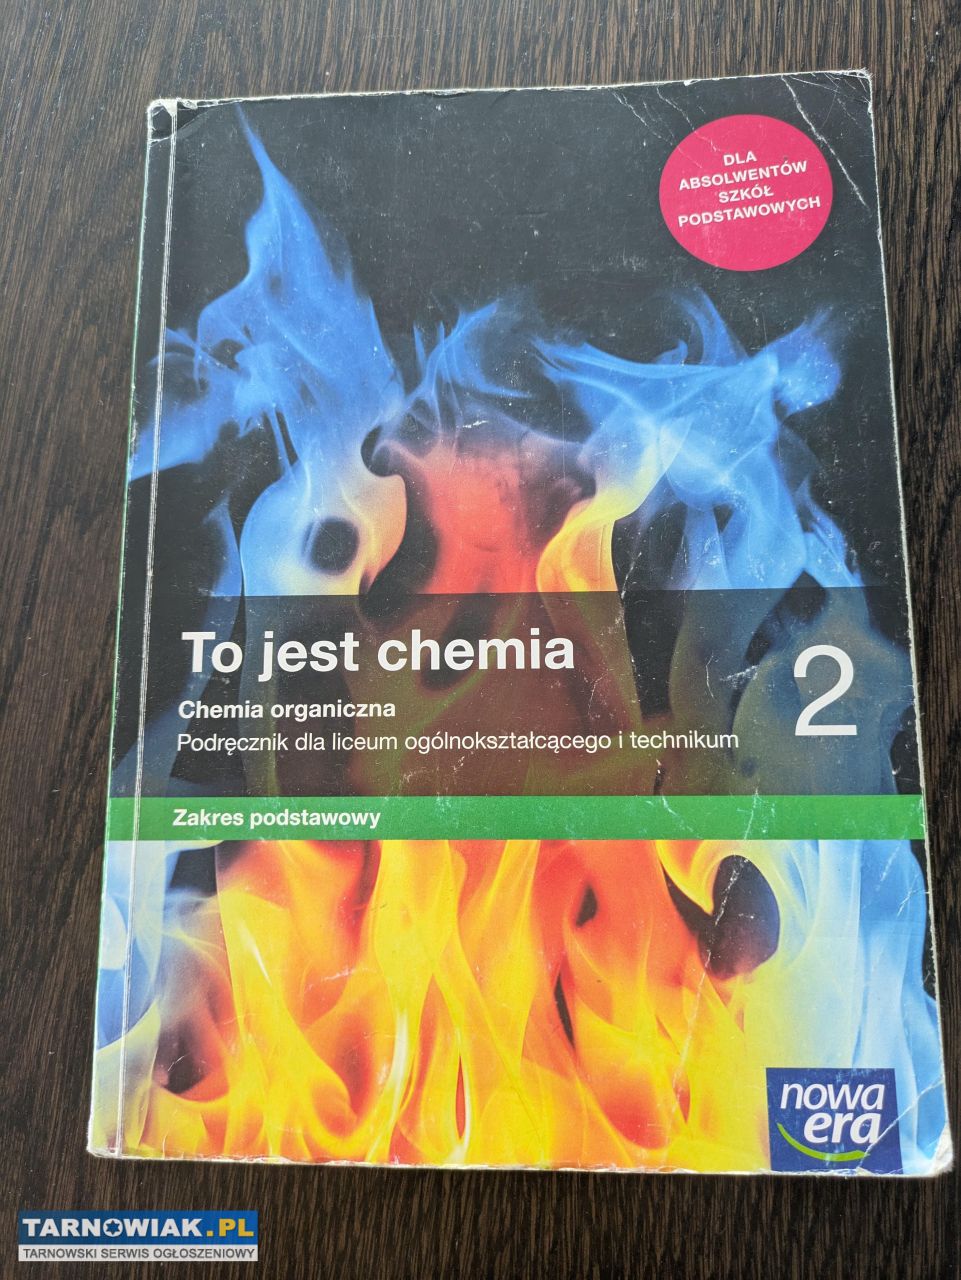 DLA
ABSOLWENTÓW
SZKÓŁ
PODSTAWOWYCH
To jest chemia
2
Chemia organiczna
Podręcznik dla liceum ogólnokształcącego i technikum
Zakres podstawowy
nowa
era
TARNOWIAK.PL
TARNOWSKI SERWIS OGŁOSZENIOWY